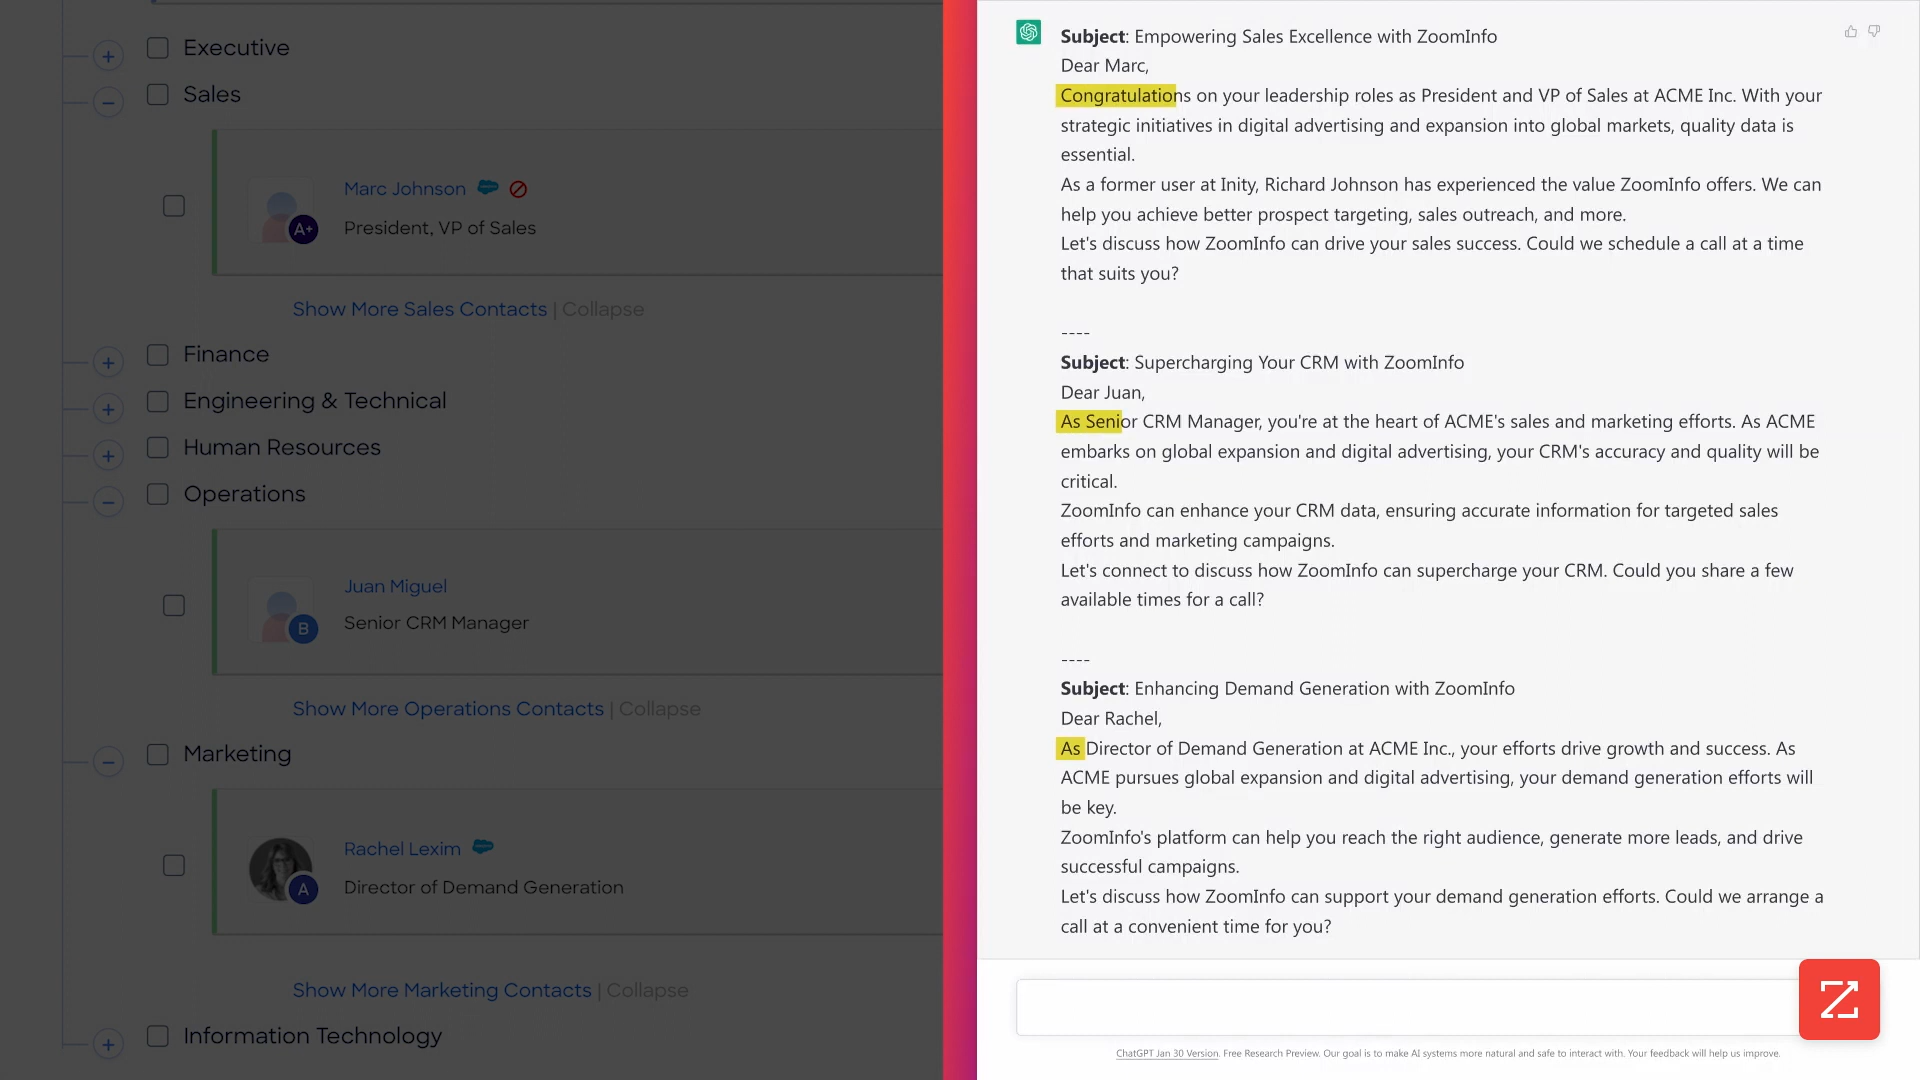 Executive
Sales
Marc Johnson
A+
President, VP of Sales
Show More Sales Contacts | Collapse
Finance
Engineering & Technical
Human Resources
Operations
Juan Miguel
B
Senior CRM Manager
Show More Operations Contacts | Collapse
Marketing
Rachel Lexim
A
Director of Demand Generation
Show More Marketing Contacts | Collapse
Information Technology
Subject: Empowering Sales Excellence with ZoomInfo
Dear Marc,
Congratulations on your leadership roles as President and VP of Sales at ACME Inc. With your
strategic initiatives in digital advertising and expansion into global markets, quality data is
essential.
As a former user at Inity, Richard Johnson has experienced the value ZoomInfo offers. We can
help you achieve better prospect targeting, sales outreach, and more.
Let's discuss how ZoomInfo can drive your sales success. Could we schedule a call at a time
that suits you?
----
Subject: Supercharging Your CRM with ZoomInfo
Dear Juan,
As Senior CRM Manager, you're at the heart of ACME's sales and marketing efforts. As ACME
embarks on global expansion and digital advertising, your CRM's accuracy and quality will be
critical.
ZoomInfo can enhance your CRM data, ensuring accurate information for targeted sales
efforts and marketing campaigns.
Let's connect to discuss how ZoomInfo can supercharge your CRM. Could you share a few
available times for a call?
----
Subject: Enhancing Demand Generation with ZoomInfo
Dear Rachel,
As Director of Demand Generation at ACME Inc., your efforts drive growth and success. As
ACME pursues global expansion and digital advertising, your demand generation efforts will
be key.
ZoomInfo's platform can help you reach the right audience, generate more leads, and drive
successful campaigns.
Let's discuss how ZoomInfo can support your demand generation efforts. Could we arrange a
call at a convenient time for you?
ChatGPT Jan 30 Version. Free Research Preview. Our goal is to make AI systems more natural and safe to interact with. Your feedback will help us improve.